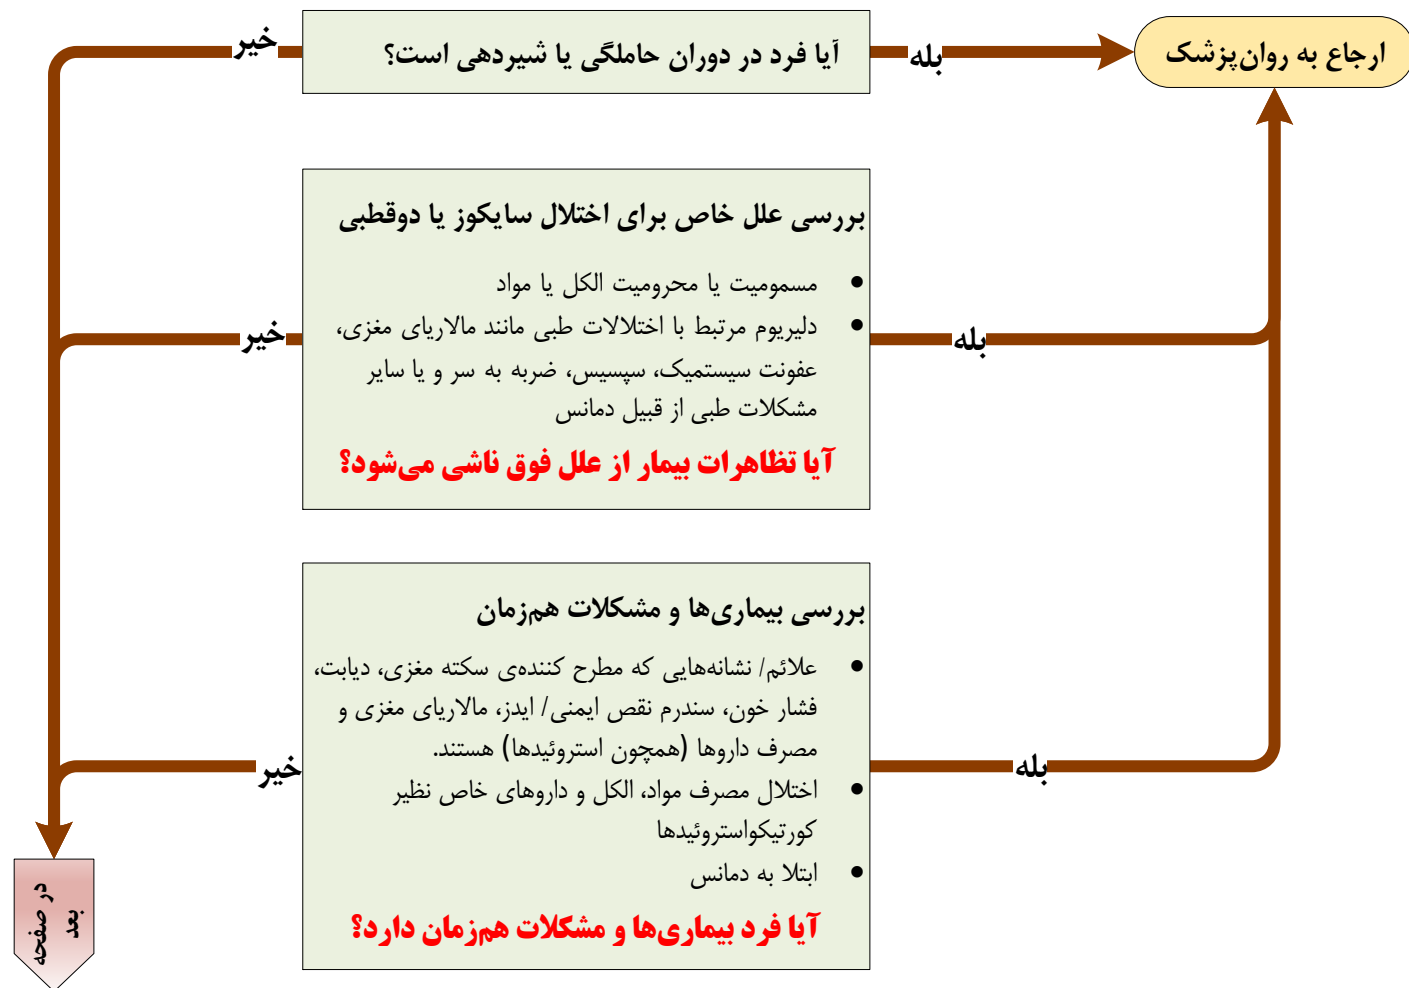 ارجاع به روان‌پزشک
بله
آیا فرد در دوران حاملگی یا شیردهی است؟
خیر
بررسی علل خاص برای اختلال سایکوز یا دوقطبی
● مسمومیت یا محرومیت الکل یا مواد
● دلیریوم مرتبط با اختلالات طبی مانند مالاریای مغزی،
عفونت سیستمیک، سپسیس، ضربه به سر و یا سایر
مشکلات طبی از قبیل دمانس
آیا تظاهرات بیمار از علل فوق ناشی می‌شود؟
بله
خیر
بررسی بیماری‌ها و مشکلات هم‌زمان
● علائم/ نشانه‌هایی که مطرح کننده‌ی سکته مغزی، دیابت،
فشار خون، سندرم نقص ایمنی/ ایدز، مالاریای مغزی و
مصرف داروها (همچون استروئیدها) هستند.
● اختلال مصرف مواد، الکل و داروهای خاص نظیر
کورتیکواستروئیدها
● ابتلا به دمانس
آیا فرد بیماری‌ها و مشکلات هم‌زمان دارد؟
بله
خیر
در صفحه
بعد